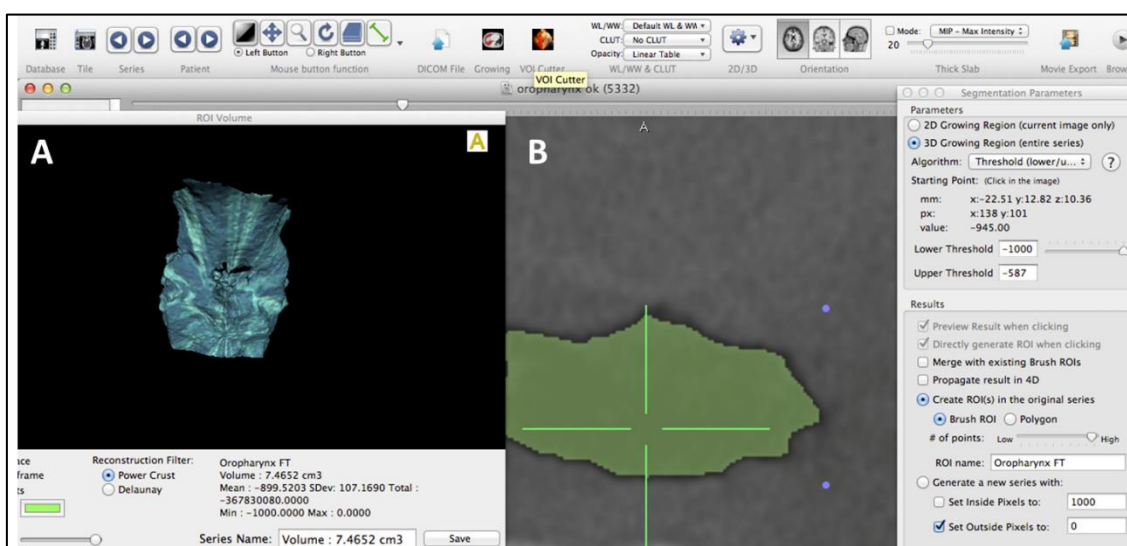 WL/WW: Default WL & WW
CLUT: No CLUT
Opacity: Linear Table
Left Button Right Button
Mode: MIP - Max Intensity
20
Database Tile Series Patient Mouse button function DICOM File Growing VOI Cutter WL/WW & CLUT 2D/3D Orientation Thick Slab Movie Export
VOI Cutter
oropharynx ok (5332)
ROI Volume
A
A
A
B
Reconstruction Filter:
Power Crust
Delaunay
Oropharynx FT
Volume : 7.4652 cm3
Mean : -899.5203 SDev: 107.1690 Total :
-367830080.0000
Min : -1000.0000 Max : 0.0000
Series Name: Volume : 7.4652 cm3 Save
Segmentation Parameters
Parameters
2D Growing Region (current image only)
3D Growing Region (entire series)
Algorithm: Threshold (lower/u... ?
Starting Point: (Click in the image)
mm: x:-22.51 y:12.82 z:10.36
px: x:138 y:101
value: -945.00
Lower Threshold -1000
Upper Threshold -587
Results
Preview Result when clicking
Directly generate ROI when clicking
Merge with existing Brush ROIs
Propagate result in 4D
Create ROI(s) in the original series
Brush ROI Polygon
# of points: Low High
ROI name: Oropharynx FT
Generate a new series with:
Set Inside Pixels to: 1000
Set Outside Pixels to: 0